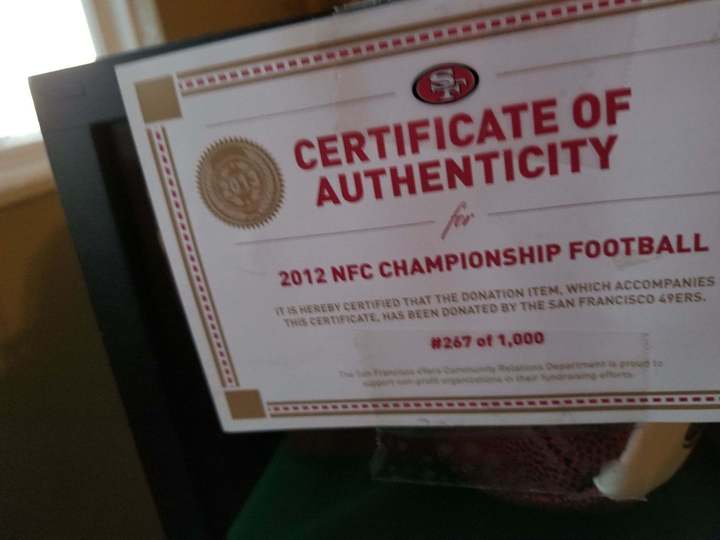 SF
CERTIFICATE OF
AUTHENTICITY
for
2012 NFC CHAMPIONSHIP FOOTBALL
IT IS HEREBY CERTIFIED THAT THE DONATION ITEM, WHICH ACCOMPANIES
THIS CERTIFICATE, HAS BEEN DONATED BY THE SAN FRANCISCO 49ERS.
#267 of 1,000
The San Francisco 49ers Community Relations Department is proud to
support non-profit organizations in their fundraising efforts.
2012